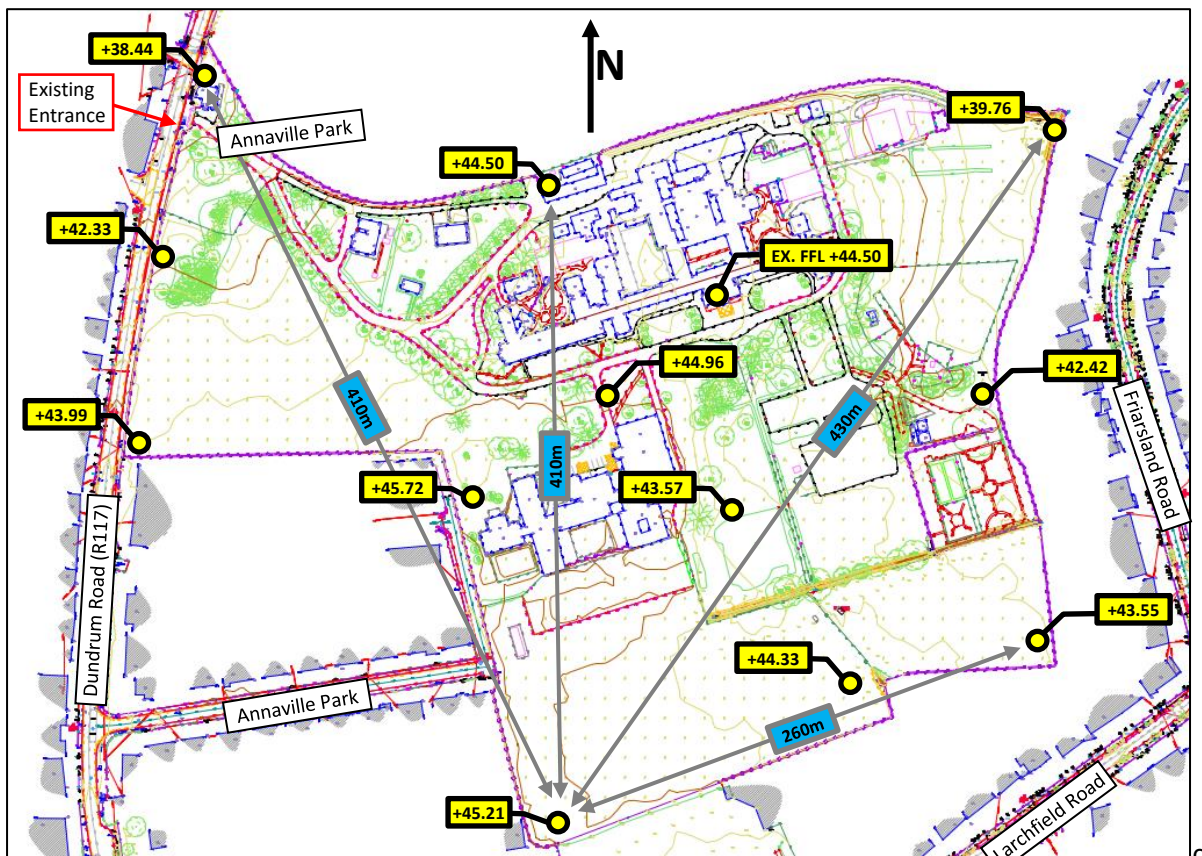 +38.44
N
Existing
Entrance
Annaville Park
+39.76
+44.50
+42.33
EX. FFL +44.50
+44.96
+42.42
410m
430m
Friarsland Road
+43.99
410m
+45.72
+43.57
Dundrum Road (R117)
+43.55
+44.33
Annaville Park
260m
+45.21
Larchfield Road